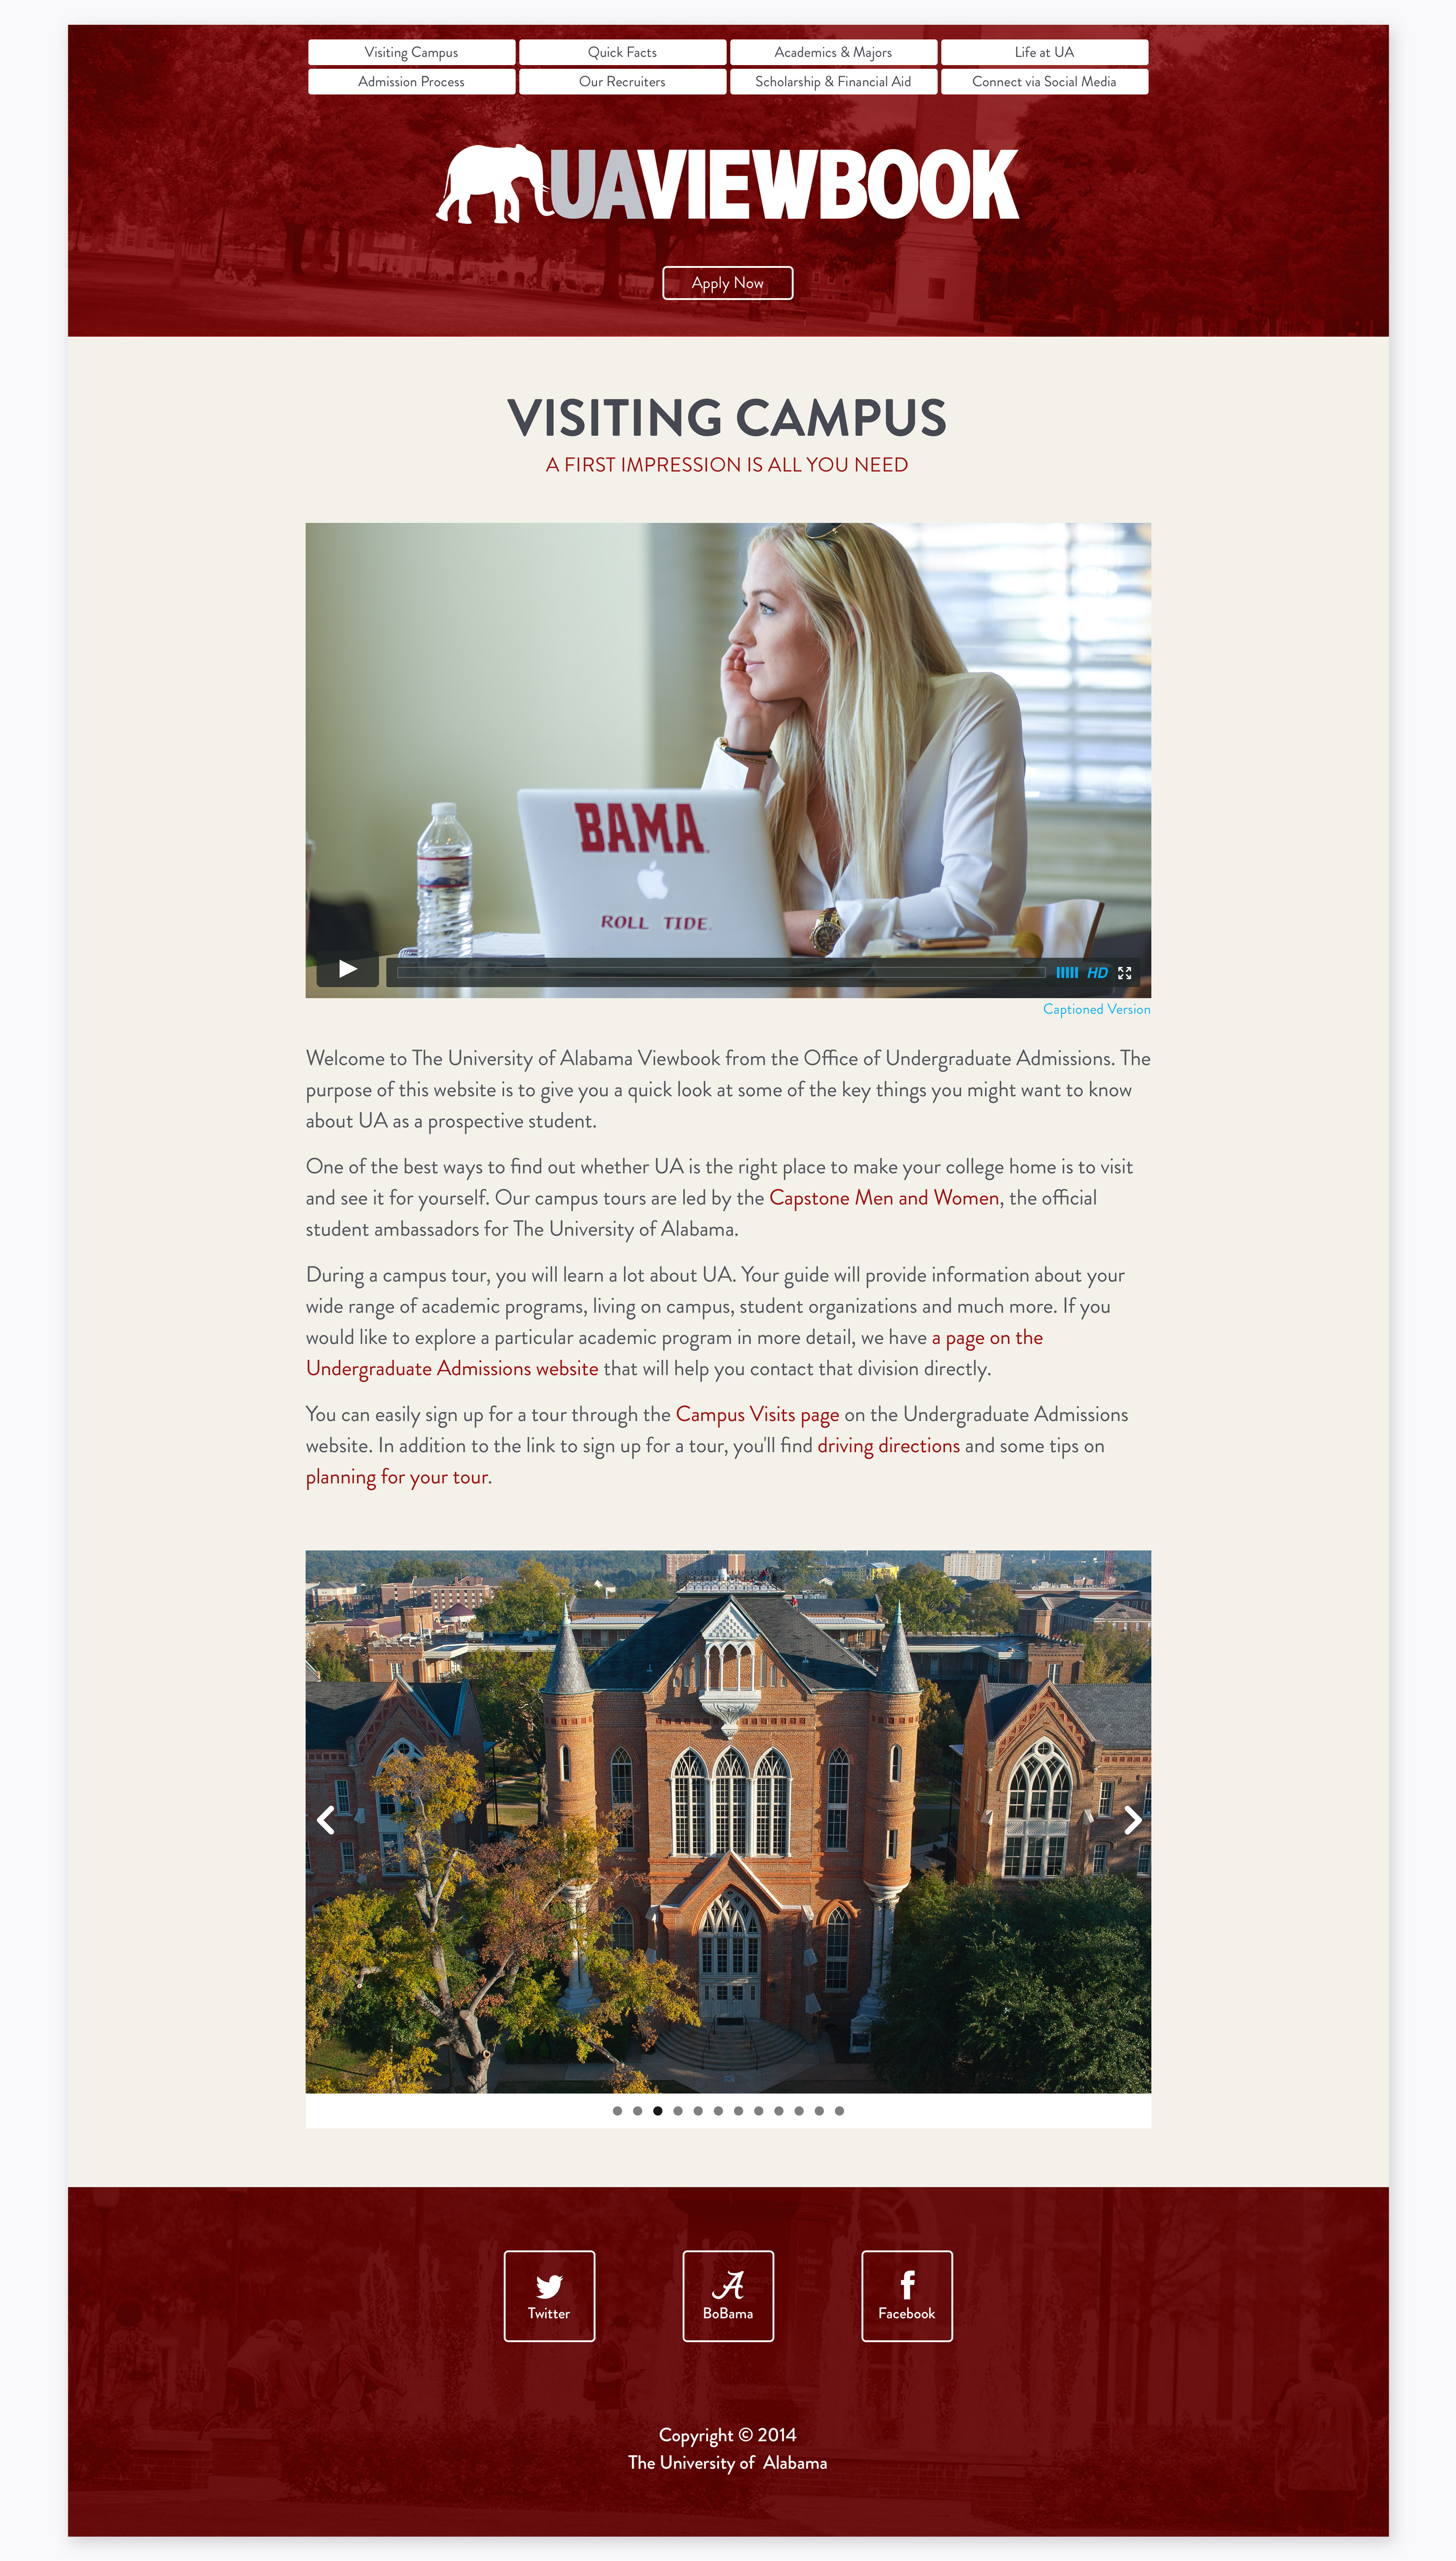 Visiting Campus
Quick Facts
Academics & Majors
Life at UA
Admission Process
Our Recruiters
Scholarship & Financial Aid
Connect via Social Media
UAVIEWBOOK
Apply Now
VISITING CAMPUS
A FIRST IMPRESSION IS ALL YOU NEED
BAMA
ROLL TIDE.
HD
Captioned Version
Welcome to The University of Alabama Viewbook from the Office of Undergraduate Admissions. The
purpose of this website is to give you a quick look at some of the key things you might want to know
about UA as a prospective student.
One of the best ways to find out whether UA is the right place to make your college home is to visit
and see it for yourself. Our campus tours are led by the Capstone Men and Women, the official
student ambassadors for The University of Alabama.
During a campus tour, you will learn a lot about UA. Your guide will provide information about your
wide range of academic programs, living on campus, student organizations and much more. If you
would like to explore a particular academic program in more detail, we have a page on the
Undergraduate Admissions website that will help you contact that division directly.
You can easily sign up for a tour through the Campus Visits page on the Undergraduate Admissions
website. In addition to the link to sign up for a tour, you'll find driving directions and some tips on
planning for your tour.
Twitter
A
BoBama
f
Facebook
Copyright © 2014
The University of Alabama